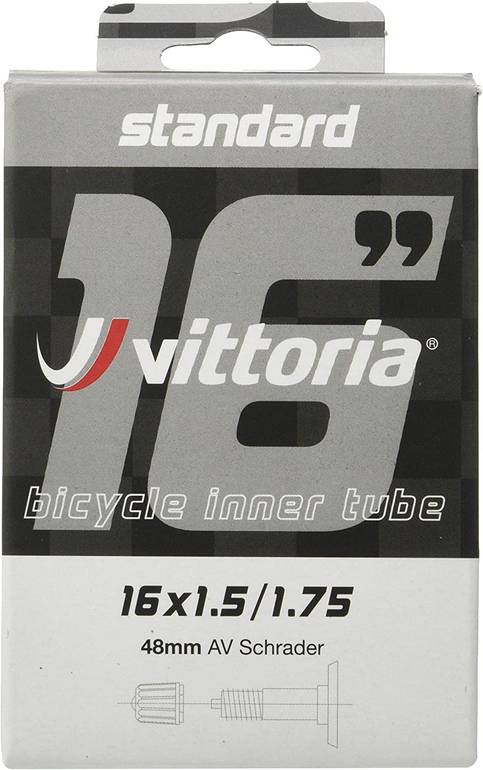 standard
16”
vittoria®
bicycle inner tube
16x1.5/1.75
48mm AV Schrader